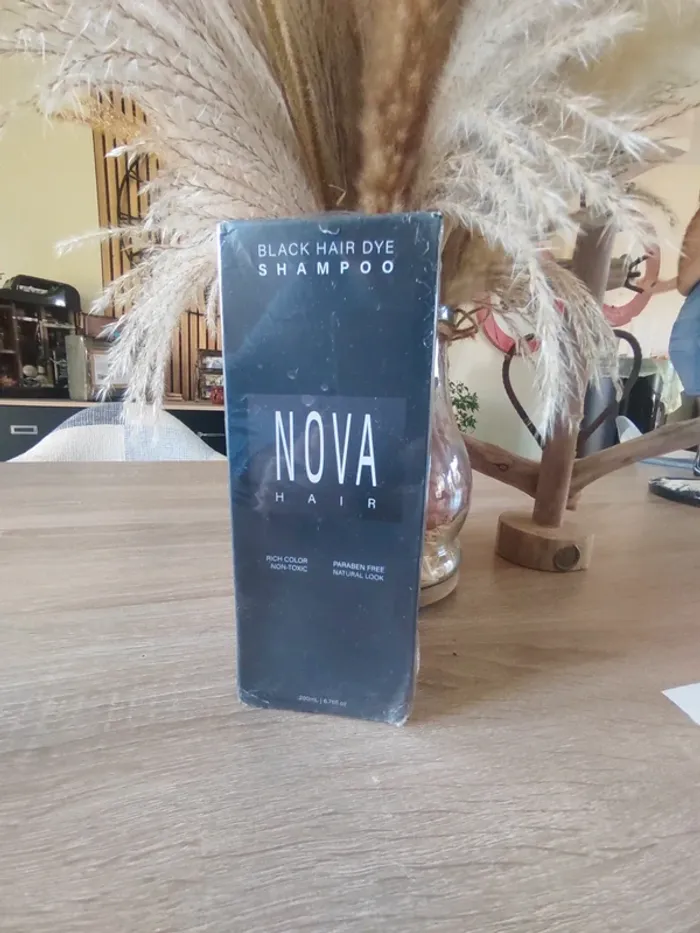 BLACK HAIR DYE
SHAMPOO
NOVA
HAIR
RICH COLOR
NON-TOXIC
PARABEN FREE
NATURAL LOOK